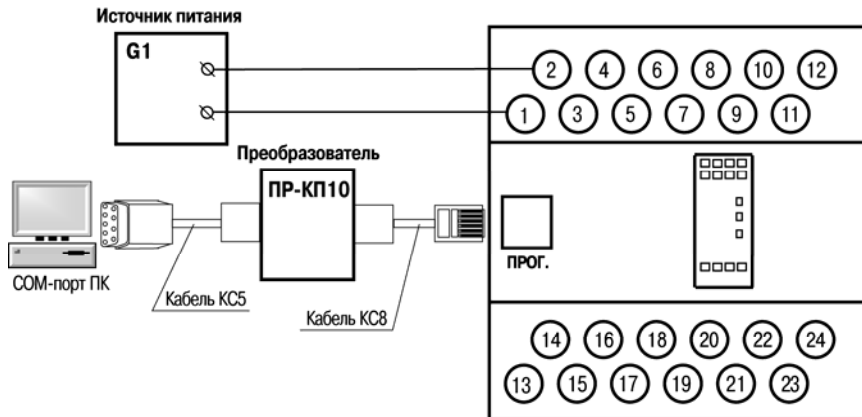 Источник питания
G1
2 4 6 8 10 12
1 3 5 7 9 11
Преобразователь
ПР-КП10
ПРОГ.
COM-порт ПК
Кабель КС5
Кабель КС8
14 16 18 20 22 24
13 15 17 19 21 23